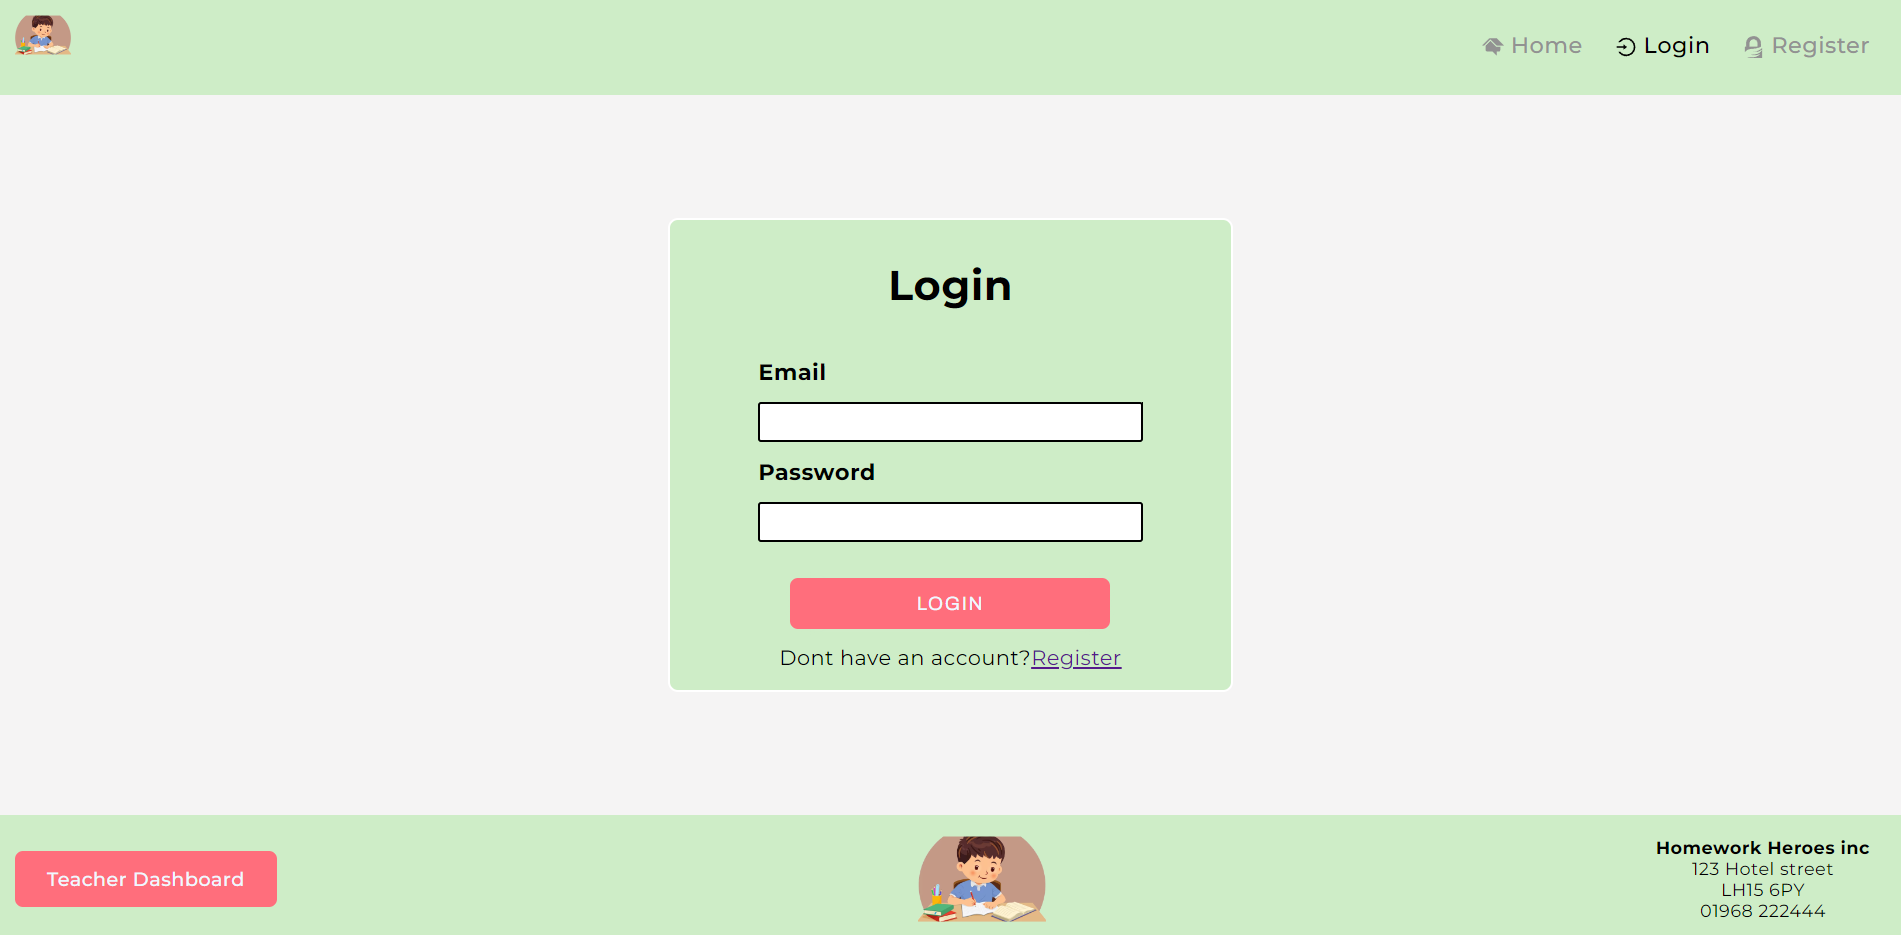 Home
Login
Register
Login
Email
Password
LOGIN
Dont have an account?Register
Teacher Dashboard
Homework Heroes inc
123 Hotel street
LH15 6PY
01968 222444